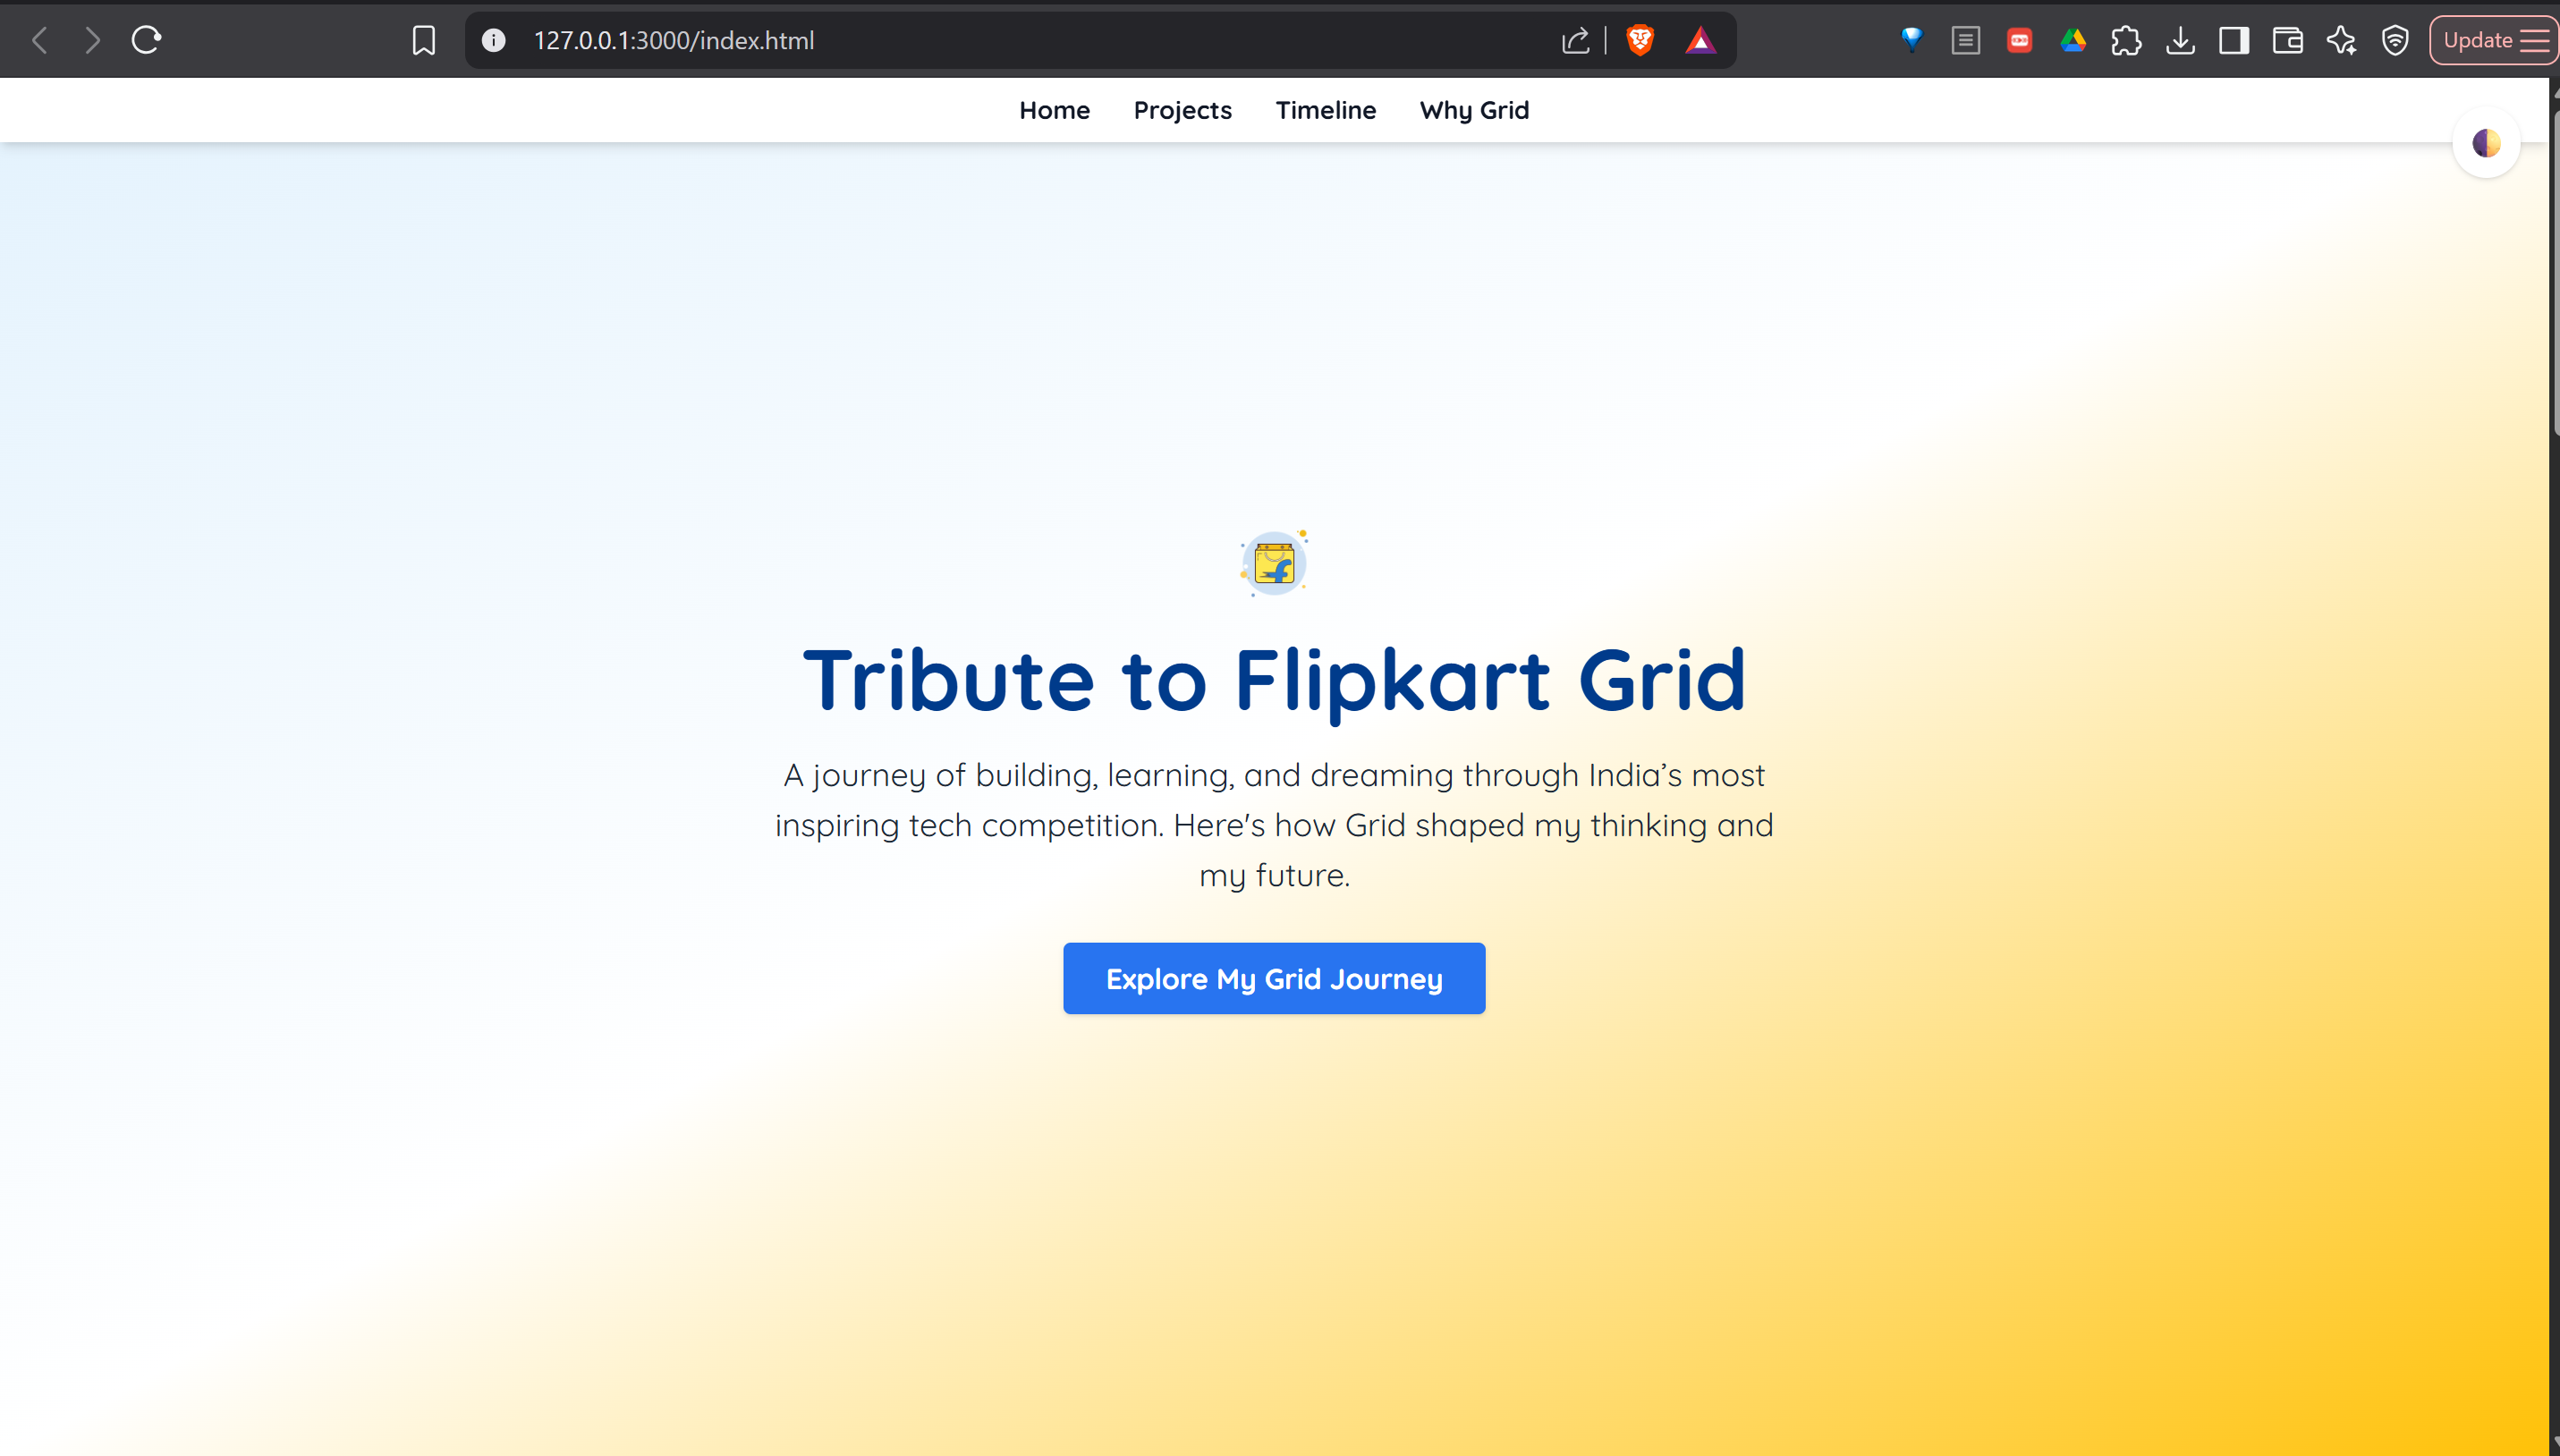 127.0.0.1:3000/index.html
Update
Home Projects Timeline Why Grid
Tribute to Flipkart Grid
A journey of building, learning, and dreaming through India’s most
inspiring tech competition. Here's how Grid shaped my thinking and
my future.
Explore My Grid Journey